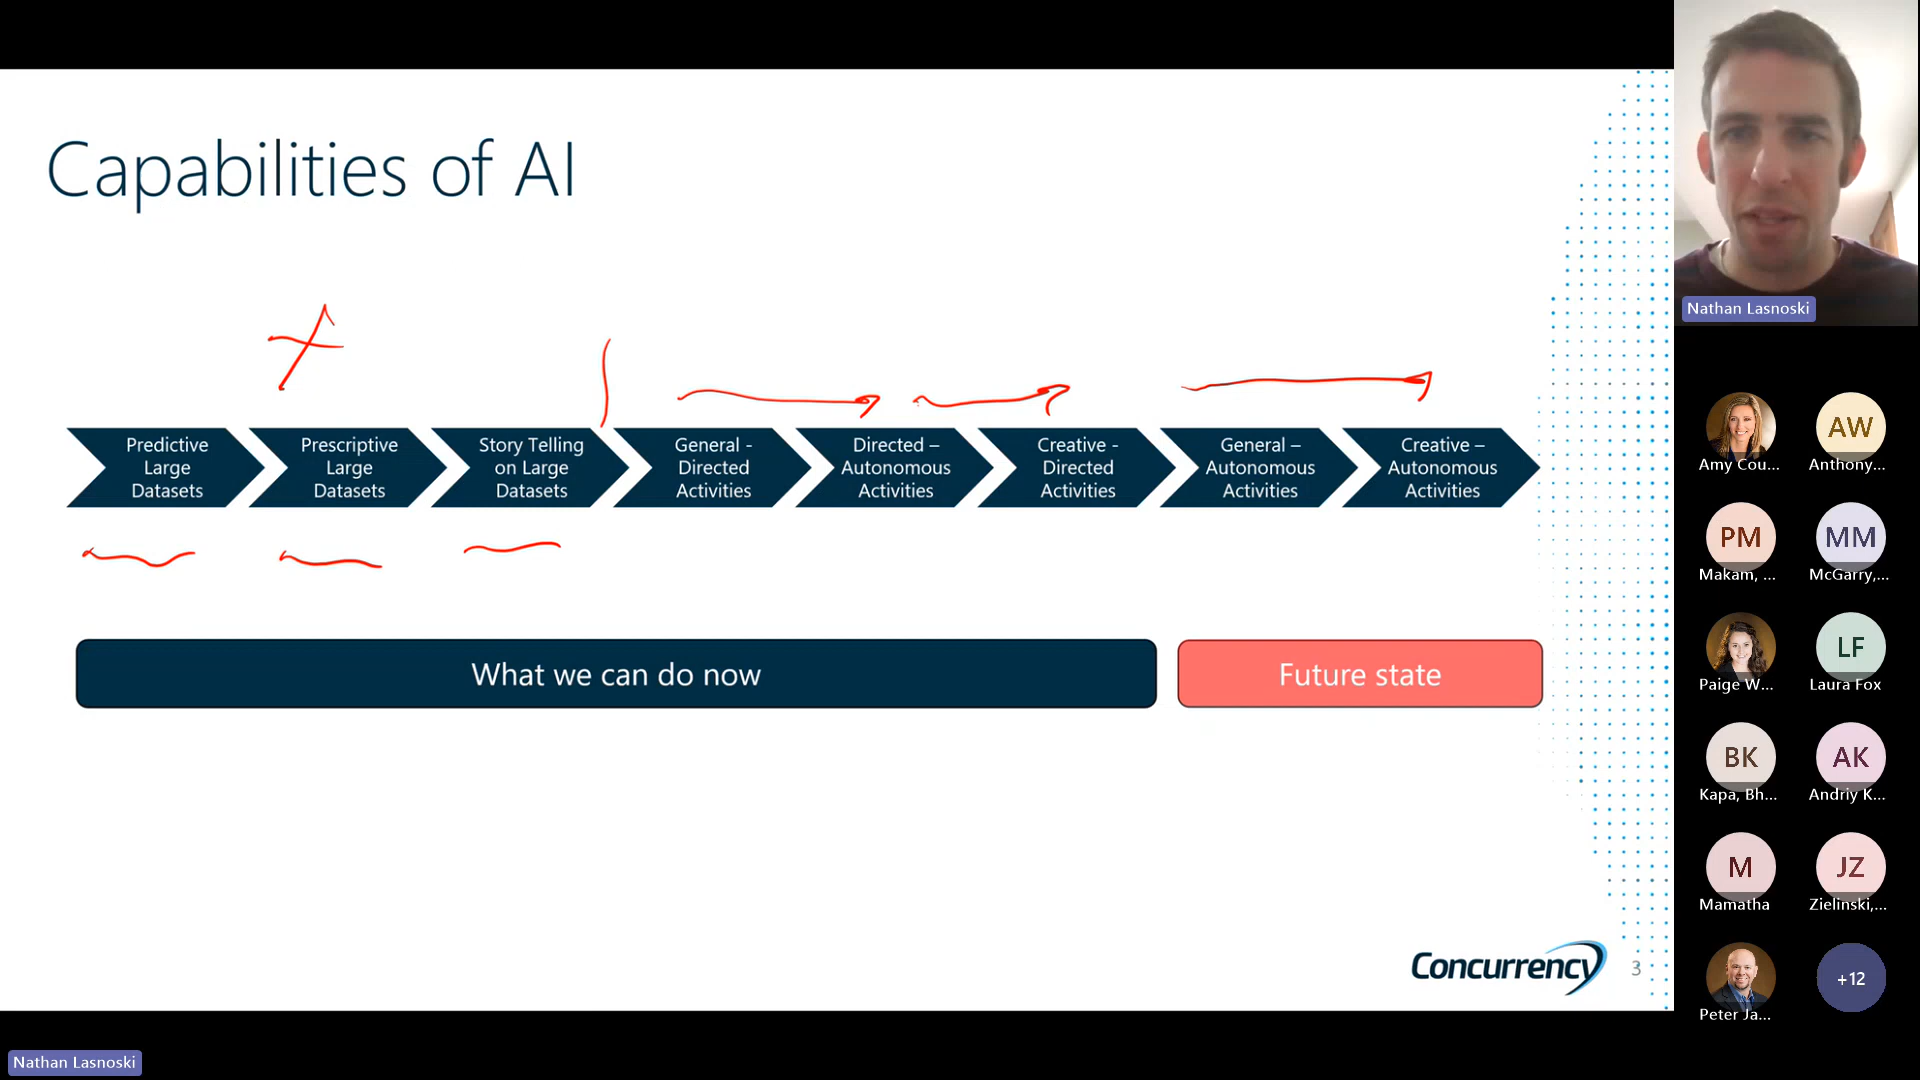 Capabilities of AI
Predictive
Large
Datasets
Prescriptive
Large
Datasets
Story Telling
on Large
Datasets
General -
Directed
Activities
Directed –
Autonomous
Activities
Creative -
Directed
Activities
General –
Autonomous
Activities
Creative –
Autonomous
Activities
What we can do now
Future state
Concurrency
3
Nathan Lasnoski
Amy Cou...
AW
Anthony,...
PM
Makam, ...
MM
McGarry,...
Paige W...
LF
Laura Fox
BK
Kapa, Bh...
AK
Andriy K...
M
Mamatha
JZ
Zielinski,...
Peter Ja...
+12
Nathan Lasnoski